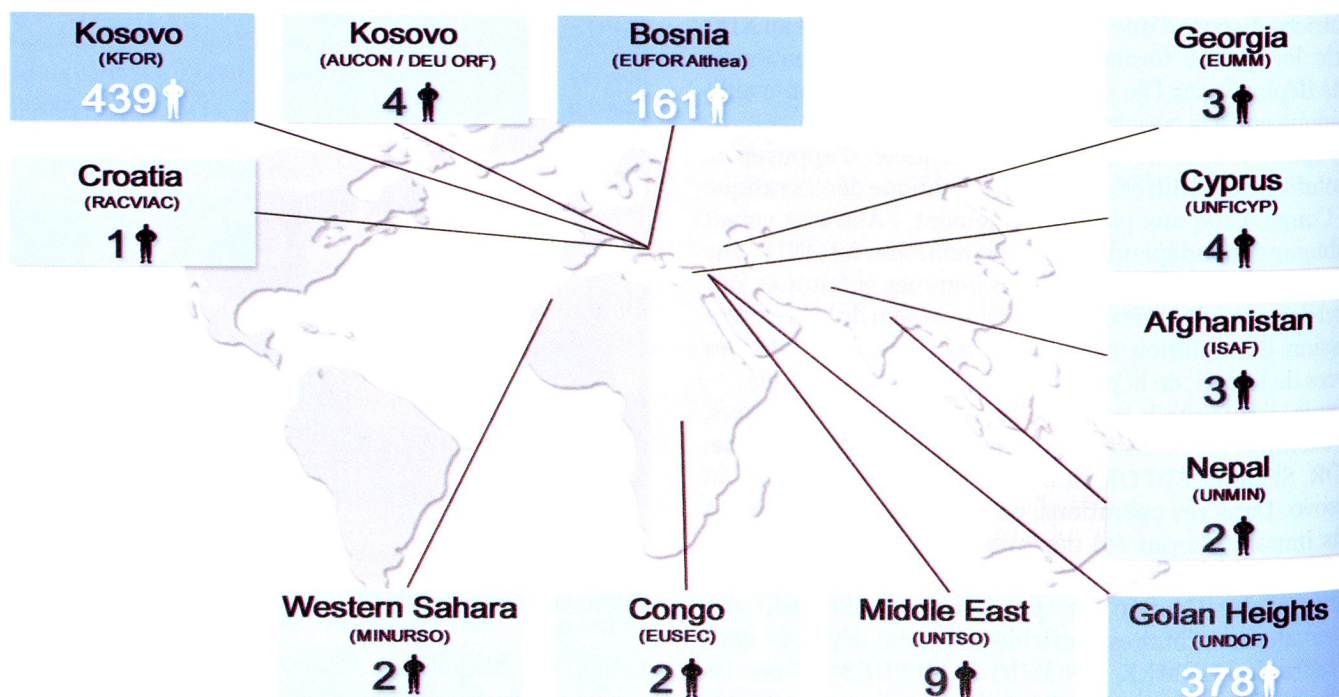 Kosovo
(KFOR)
439
Kosovo
(AUCON / DEU ORF)
4
Bosnia
(EUFOR Althea)
161
Georgia
(EUMM)
3
Croatia
(RACVIAC)
1
Cyprus
(UNFICYP)
4
Afghanistan
(ISAF)
3
Nepal
(UNMIN)
2
Western Sahara
(MINURSO)
2
Congo
(EUSEC)
2
Middle East
(UNTSO)
9
Golan Heights
(UNDOF)
378